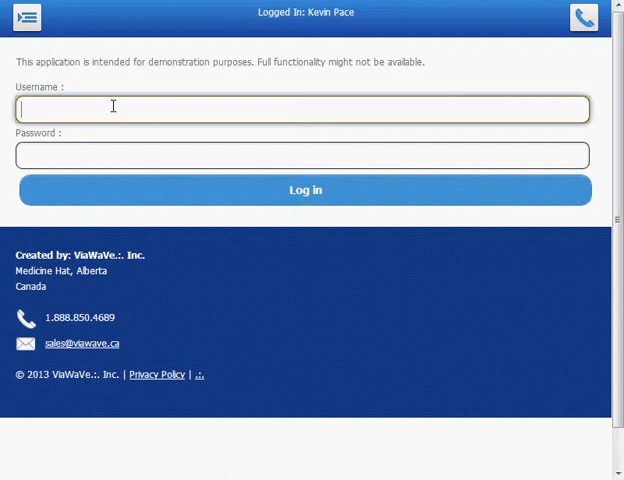 Logged In: Kevin Pace
This application is intended for demonstration purposes. Full functionality might not be available.
Username :
Password :
Log in
Created by: ViaWaVe.:. Inc.
Medicine Hat, Alberta
Canada
1.888.850.4689
sales@viawave.ca
© 2013 ViaWaVe.:. Inc. | Privacy Policy | .:.